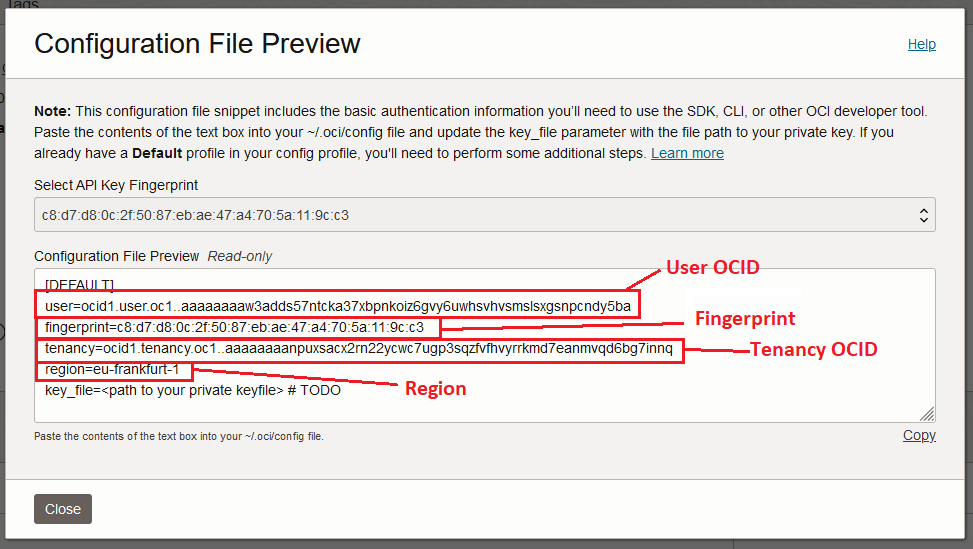 Tags
Configuration File Preview
Help
Note: This configuration file snippet includes the basic authentication information you'll need to use the SDK, CLI, or other OCI developer tool.
Paste the contents of the text box into your ~/.oci/config file and update the key_file parameter with the file path to your private key. If you
already have a Default profile in your config profile, you'll need to perform some additional steps. Learn more
Select API Key Fingerprint
c8:d7:d8:0c:2f:50:87:eb:ae:47:a4:70:5a:11:9c:c3
Configuration File Preview Read-only
User OCID
[DEFAULT]
user=ocid1.user.oc1..aaaaaaaaw3adds57ntcka37xbpnkoiz6gvy6uwhsvhvsmslsxgsnpcndy5ba
Fingerprint
fingerprint=c8:d7:d8:0c:2f:50:87:eb:ae:47:a4:70:5a:11:9c:c3
tenancy=ocid1.tenancy.oc1..aaaaaaaanpuxsacx2rn22ycwc7ugp3sqzfvfhvyrrkmd7eanmvqd6bg7innq
Tenancy OCID
region=eu-frankfurt-1
Region
key_file=<path to your private keyfile> # TODO
Paste the contents of the text box into your ~/.oci/config file.
Copy
Close